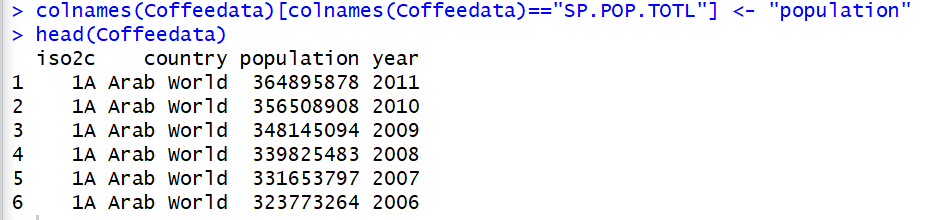 > colnames(Coffeedata)[colnames(Coffeedata)=="SP.POP.TOTL"] <- "population"
> head(Coffeedata)
  iso2c    country population year
1    1A Arab World  364895878 2011
2    1A Arab World  356508908 2010
3    1A Arab World  348145094 2009
4    1A Arab World  339825483 2008
5    1A Arab World  331653797 2007
6    1A Arab World  323773264 2006